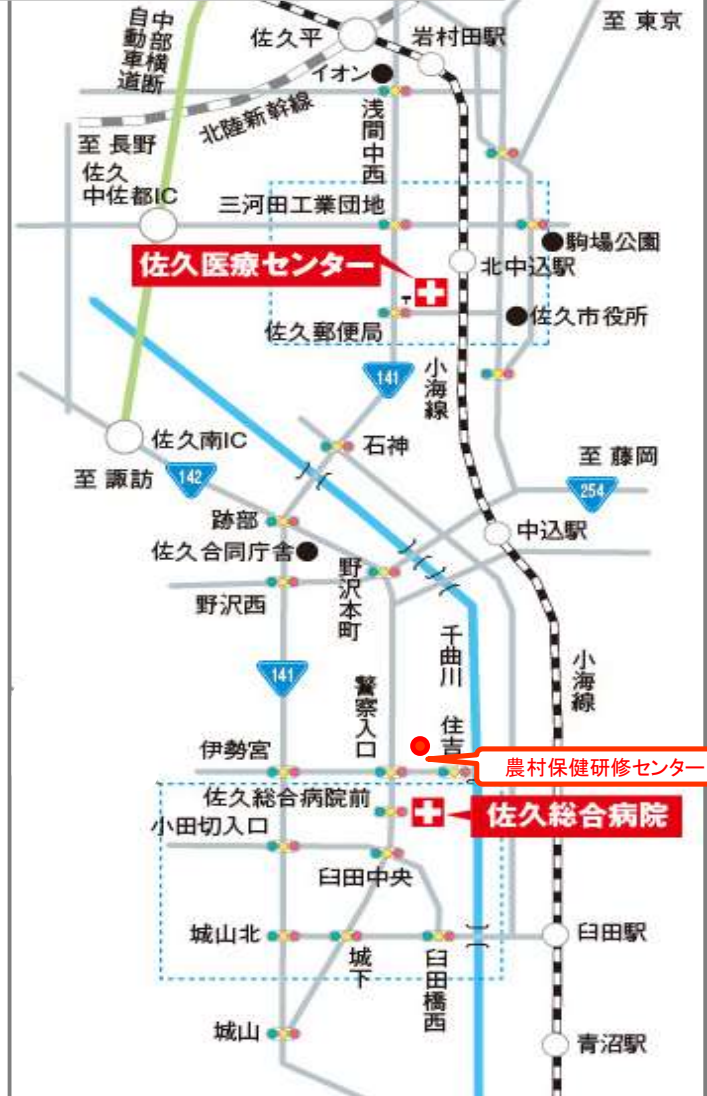 中部横断
自動車道
佐久平
岩村田駅
至 東京
イオン
北陸新幹線
浅間中西
至 長野
佐久
中佐都IC
三河田工業団地
駒場公園
佐久医療センター
北中込駅
〒
佐久郵便局
佐久市役所
141
小海線
佐久南IC
石神
至 諏訪
142
至 藤岡
254
跡部
中込駅
佐久合同庁舎
野沢本町
野沢西
千曲川
小海線
141
警察入口
住吉
伊勢宮
農村保健研修センター
佐久総合病院前
佐久総合病院
小田切入口
臼田中央
城山北
城下
臼田橋西
臼田駅
城山
青沼駅